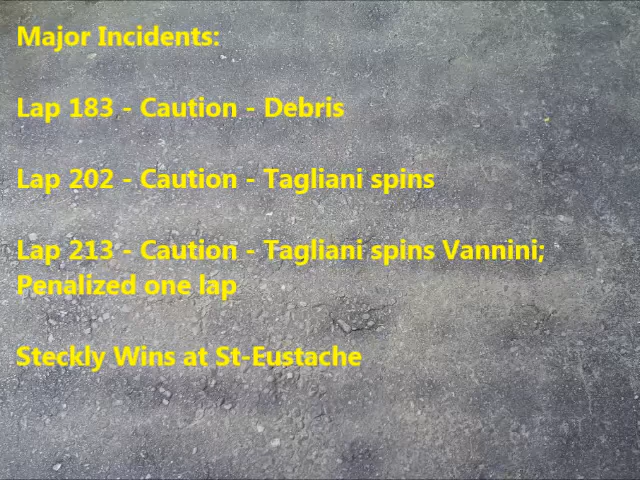 Major Incidents:
Lap 183 - Caution - Debris
Lap 202 - Caution - Tagliani spins
Lap 213 - Caution - Tagliani spins Vannini;
Penalized one lap
Steckly Wins at St-Eustache